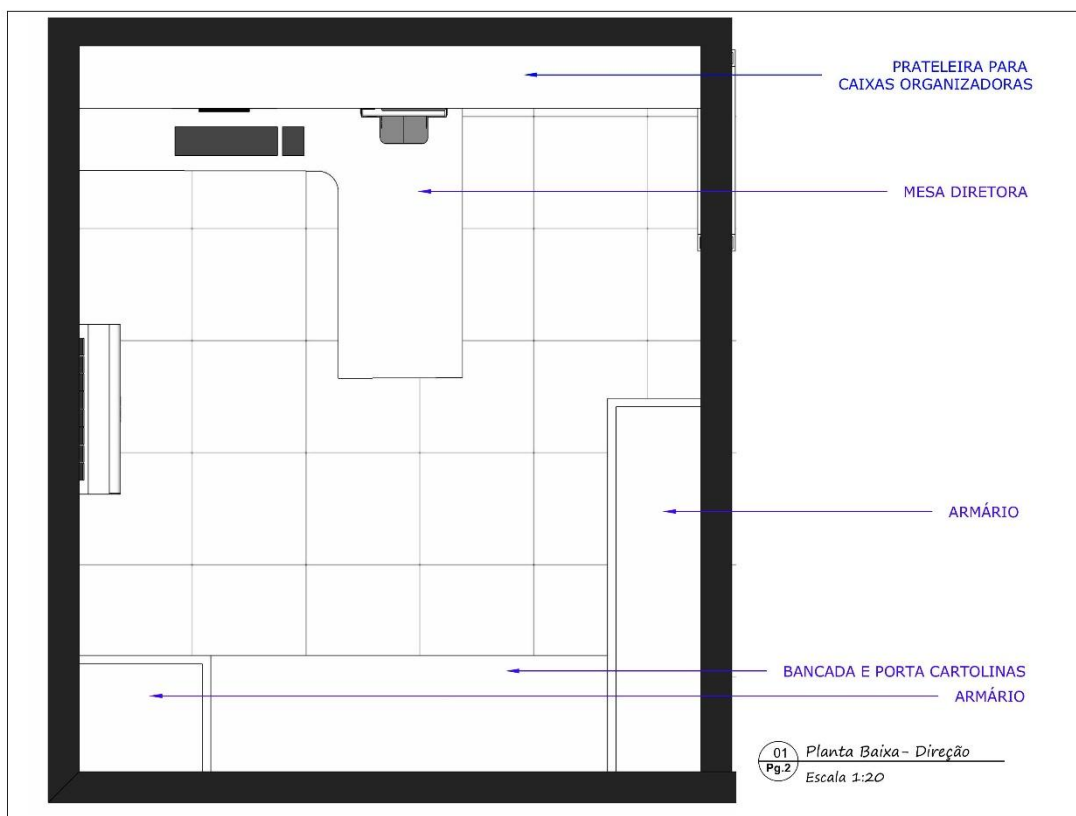 PRATELEIRA PARA
CAIXAS ORGANIZADORAS
MESA DIRETORA
ARMÁRIO
BANCADA E PORTA CARTOLINAS
ARMÁRIO
01
Pg.2
Planta Baixa- Direção
Escala 1:20